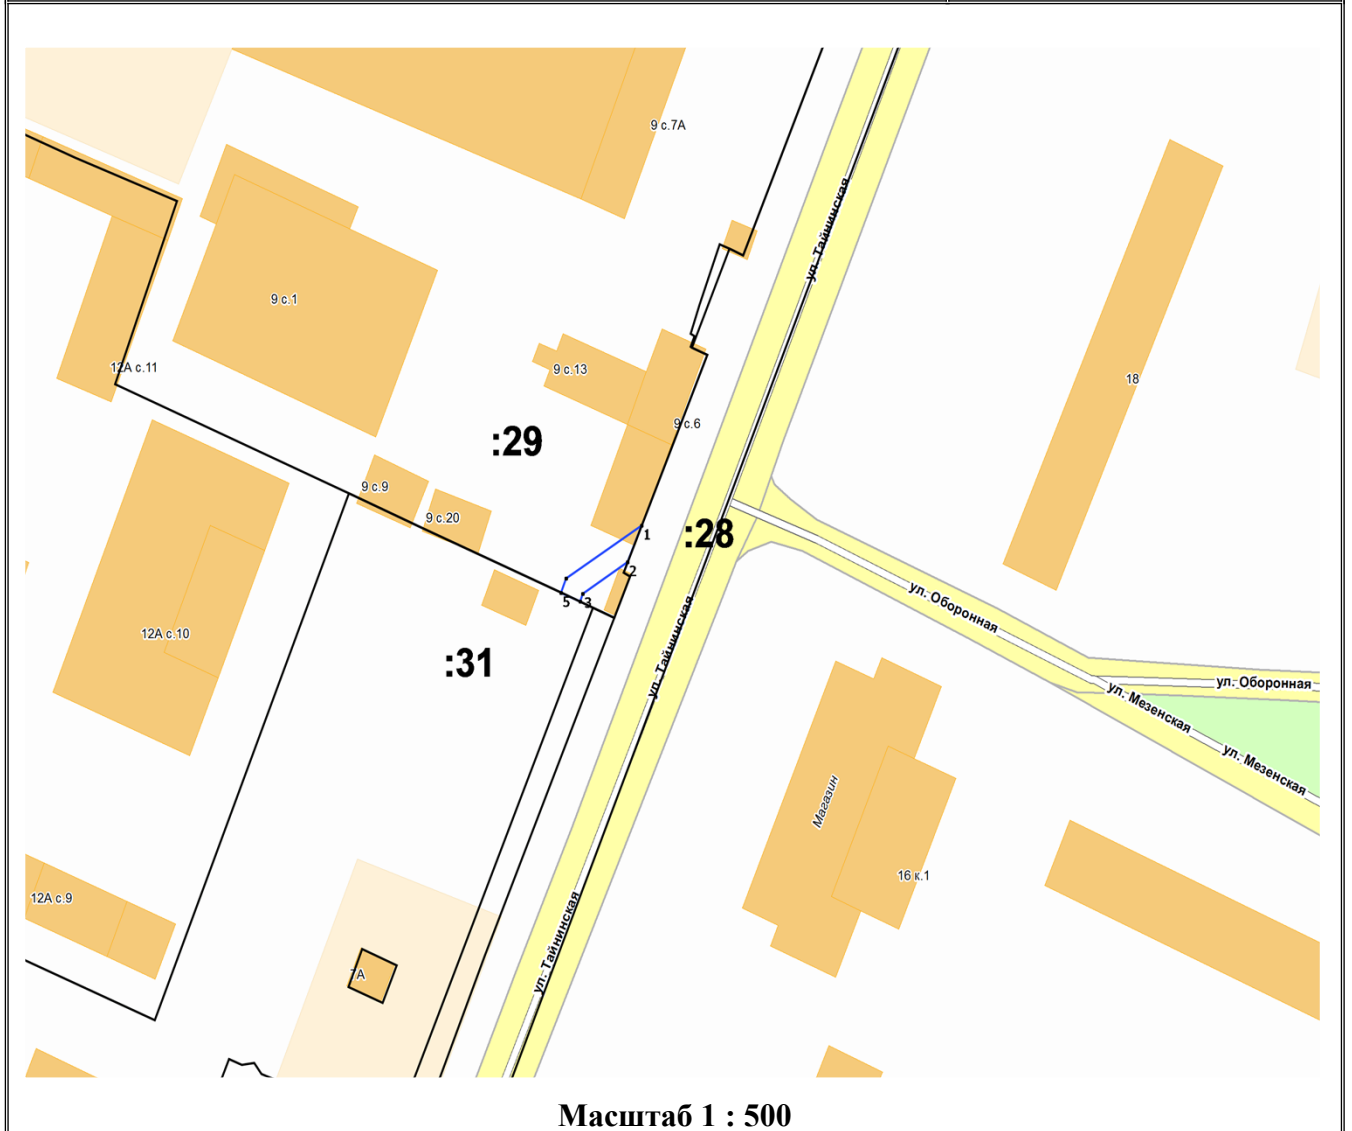 9 с.7А
ул. Тайнинская
9 с.1
12А с.11
9 с.13
18
9 с.6
:29
9 с.9
9 с.20
1
:28
2
5
3
ул. Оборонная
12А с.10
:31
ул. Тайнинская
ул. Оборонная
ул. Мезенская
ул. Мезенская
Магазин
16 к.1
12А с.9
ул. Тайнинская
7А
Масштаб 1 : 500